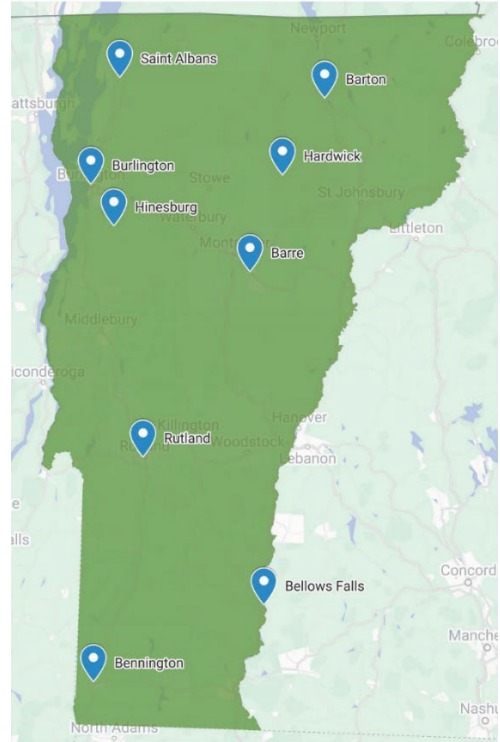 Newport
Colebro
Saint Albans
Barton
attsburgh
Burlington
Hardwick
Stowe
St Johnsbury
Hinesburg
Waterbury
Littleton
Barre
Middlebury
iconderoga
Killington
Hanover
Rutland
Woodstock
Lebanon
e
alls
Bellows Falls
Concord
Manche
Bennington
Nashu
North Adams